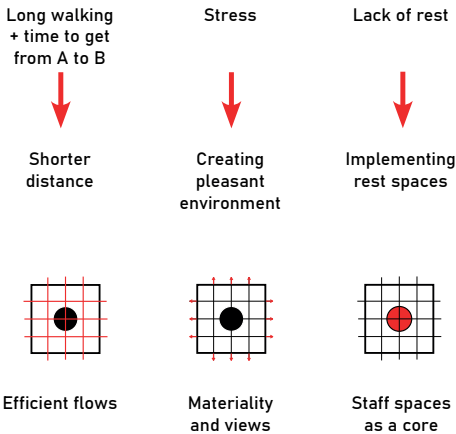 Long walking
+ time to get
from A to B
Stress
Lack of rest
Shorter
distance
Creating
pleasant
environment
Implementing
rest spaces
Efficient flows
Materiality
and views
Staff spaces
as a core